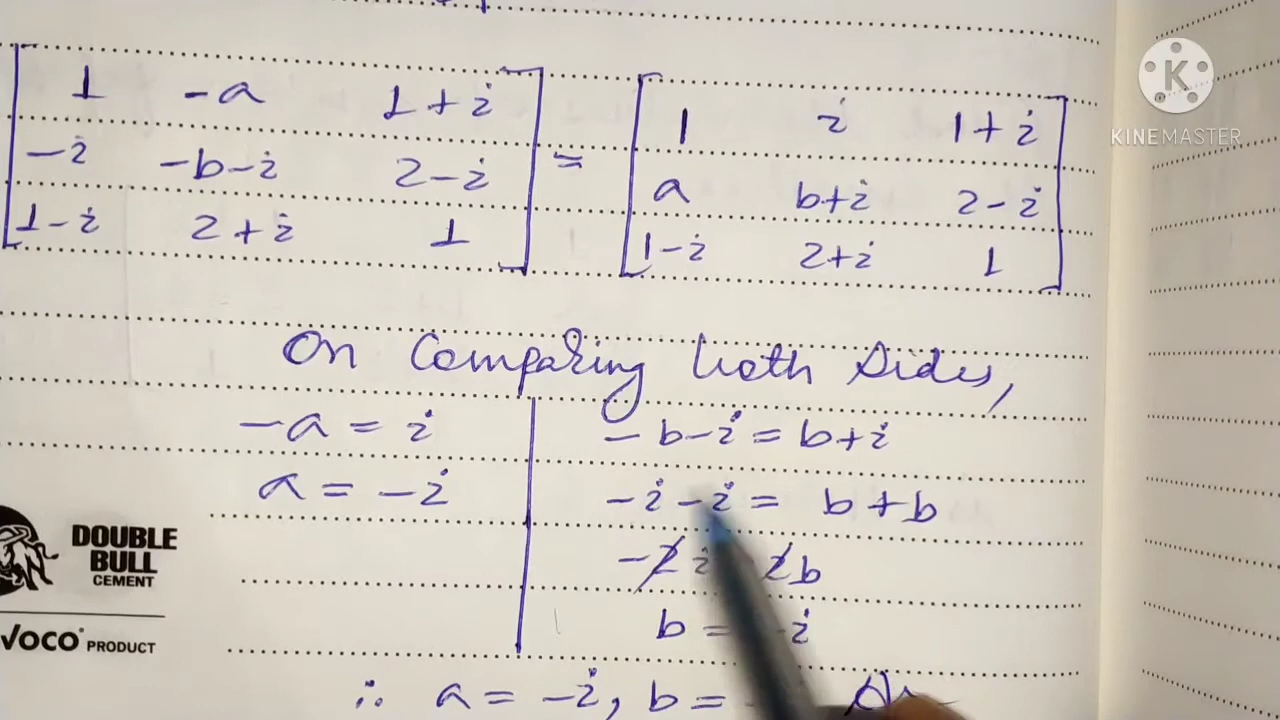 1 -a 1+i 1 i 1+i
-i -b-i 2-i = a b+i 2-i
1-i 2+i 1 1-i 2+i 1
KINEMASTER
On Comparing both Sides,
-a = i
a = -i
-b-i = b+i
-i-i = b+b
-2i 2b
b = i
∴ a = -i, b =
DOUBLE
BULL
CEMENT
VOCO PRODUCT